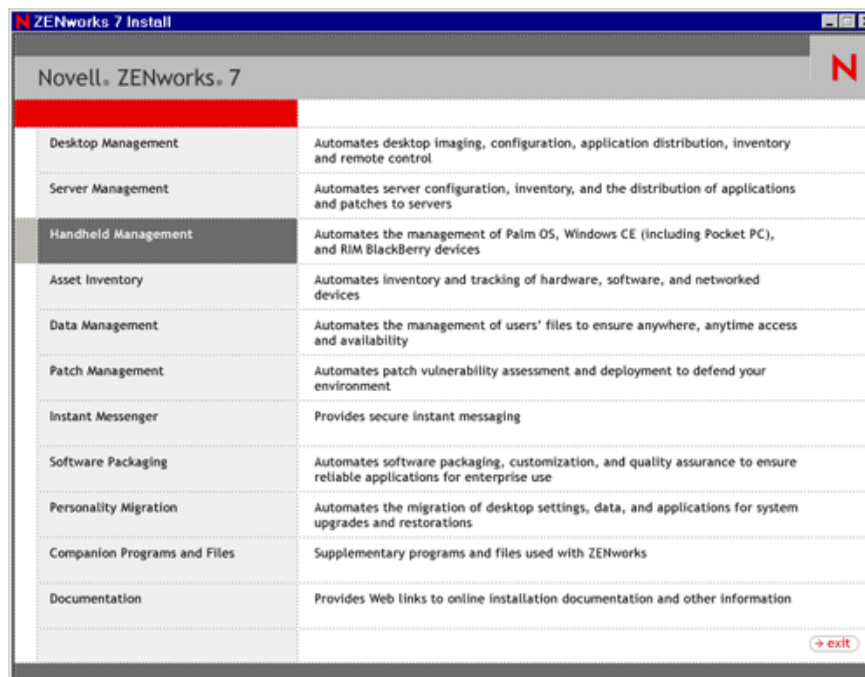 N ZENworks 7 Install
Novell. ZENworks. 7
N
Desktop Management
Automates desktop imaging, configuration, application distribution, inventory
and remote control
Server Management
Automates server configuration, inventory, and the distribution of applications
and patches to servers
Handheld Management
Automates the management of Palm OS, Windows CE (including Pocket PC),
and RIM BlackBerry devices
Asset Inventory
Automates inventory and tracking of hardware, software, and networked
devices
Data Management
Automates the management of users' files to ensure anywhere, anytime access
and availability
Patch Management
Automates patch vulnerability assessment and deployment to defend your
environment
Instant Messenger
Provides secure instant messaging
Software Packaging
Automates software packaging, customization, and quality assurance to ensure
reliable applications for enterprise use
Personality Migration
Automates the migration of desktop settings, data, and applications for system
upgrades and restorations
Companion Programs and Files
Supplementary programs and files used with ZENworks
Documentation
Provides Web links to online installation documentation and other information
exit